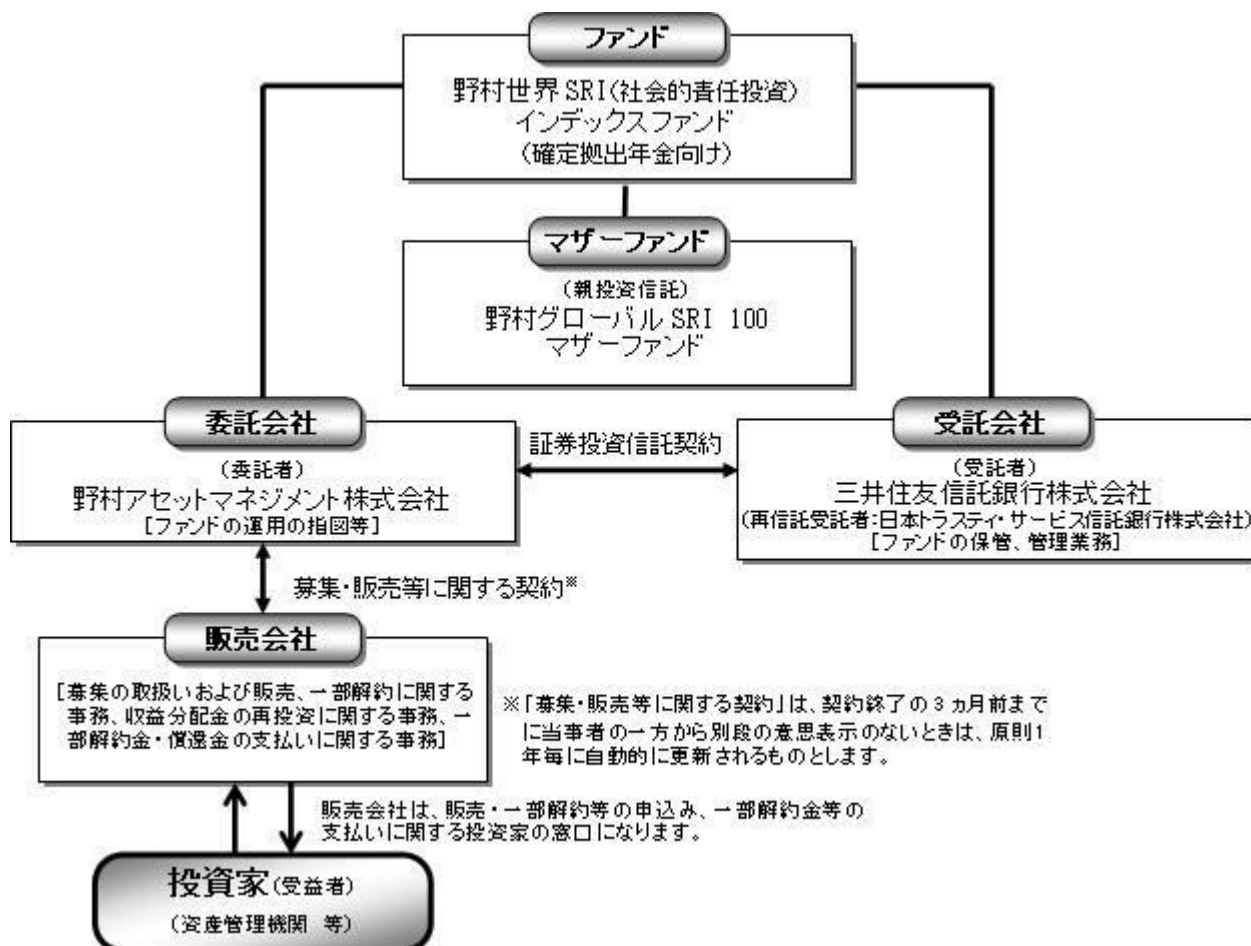 ファンド
野村世界SRI(社会的責任投資)
インデックスファンド
(確定拠出年金向け)
マザーファンド
(親投資信託)
野村グローバルSRI 100
マザーファンド
委託会社
(委託者)
野村アセットマネジメント株式会社
[ファンドの運用の指図等]
証券投資信託契約
受託会社
(受託者)
三井住友信託銀行株式会社
(再信託受託者:日本トラスティ・サービス信託銀行株式会社)
[ファンドの保管、管理業務]
募集・販売等に関する契約※
販売会社
[募集の取扱いおよび販売、一部解約に関する
事務、収益分配金の再投資に関する事務、一
部解約金・償還金の支払いに関する事務]
※「募集・販売等に関する契約」は、契約終了の3ヵ月前まで
に当事者の一方から別段の意思表示のないときは、原則1
年毎に自動的に更新されるものとします。
販売会社は、販売・一部解約等の申込み、一部解約金等の
支払いに関する投資家の窓口になります。
投資家(受益者)
(資産管理機関 等)